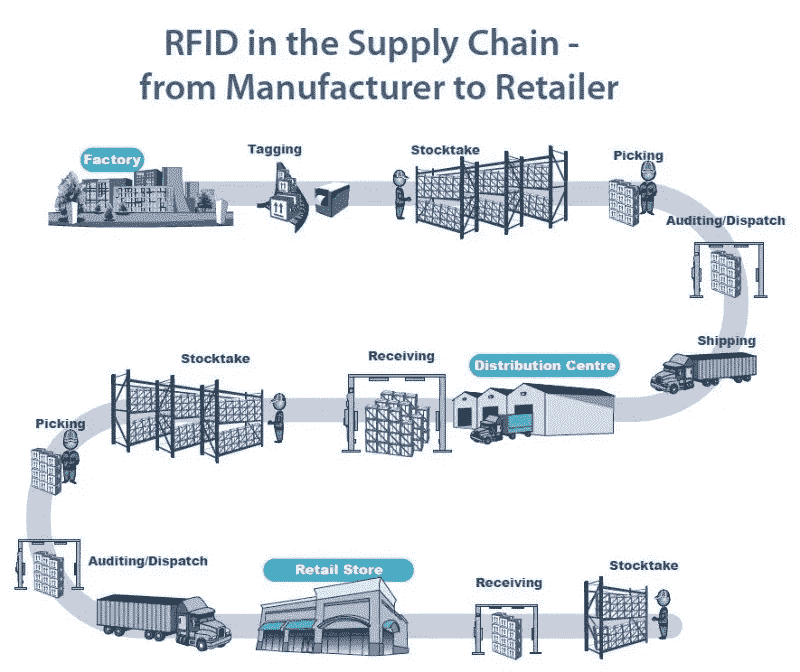 RFID in the Supply Chain -
from Manufacturer to Retailer
Factory
Tagging
Stocktake
Picking
Auditing/Dispatch
Shipping
Distribution Centre
Receiving
Stocktake
Picking
Auditing/Dispatch
Retail Store
Receiving
Stocktake